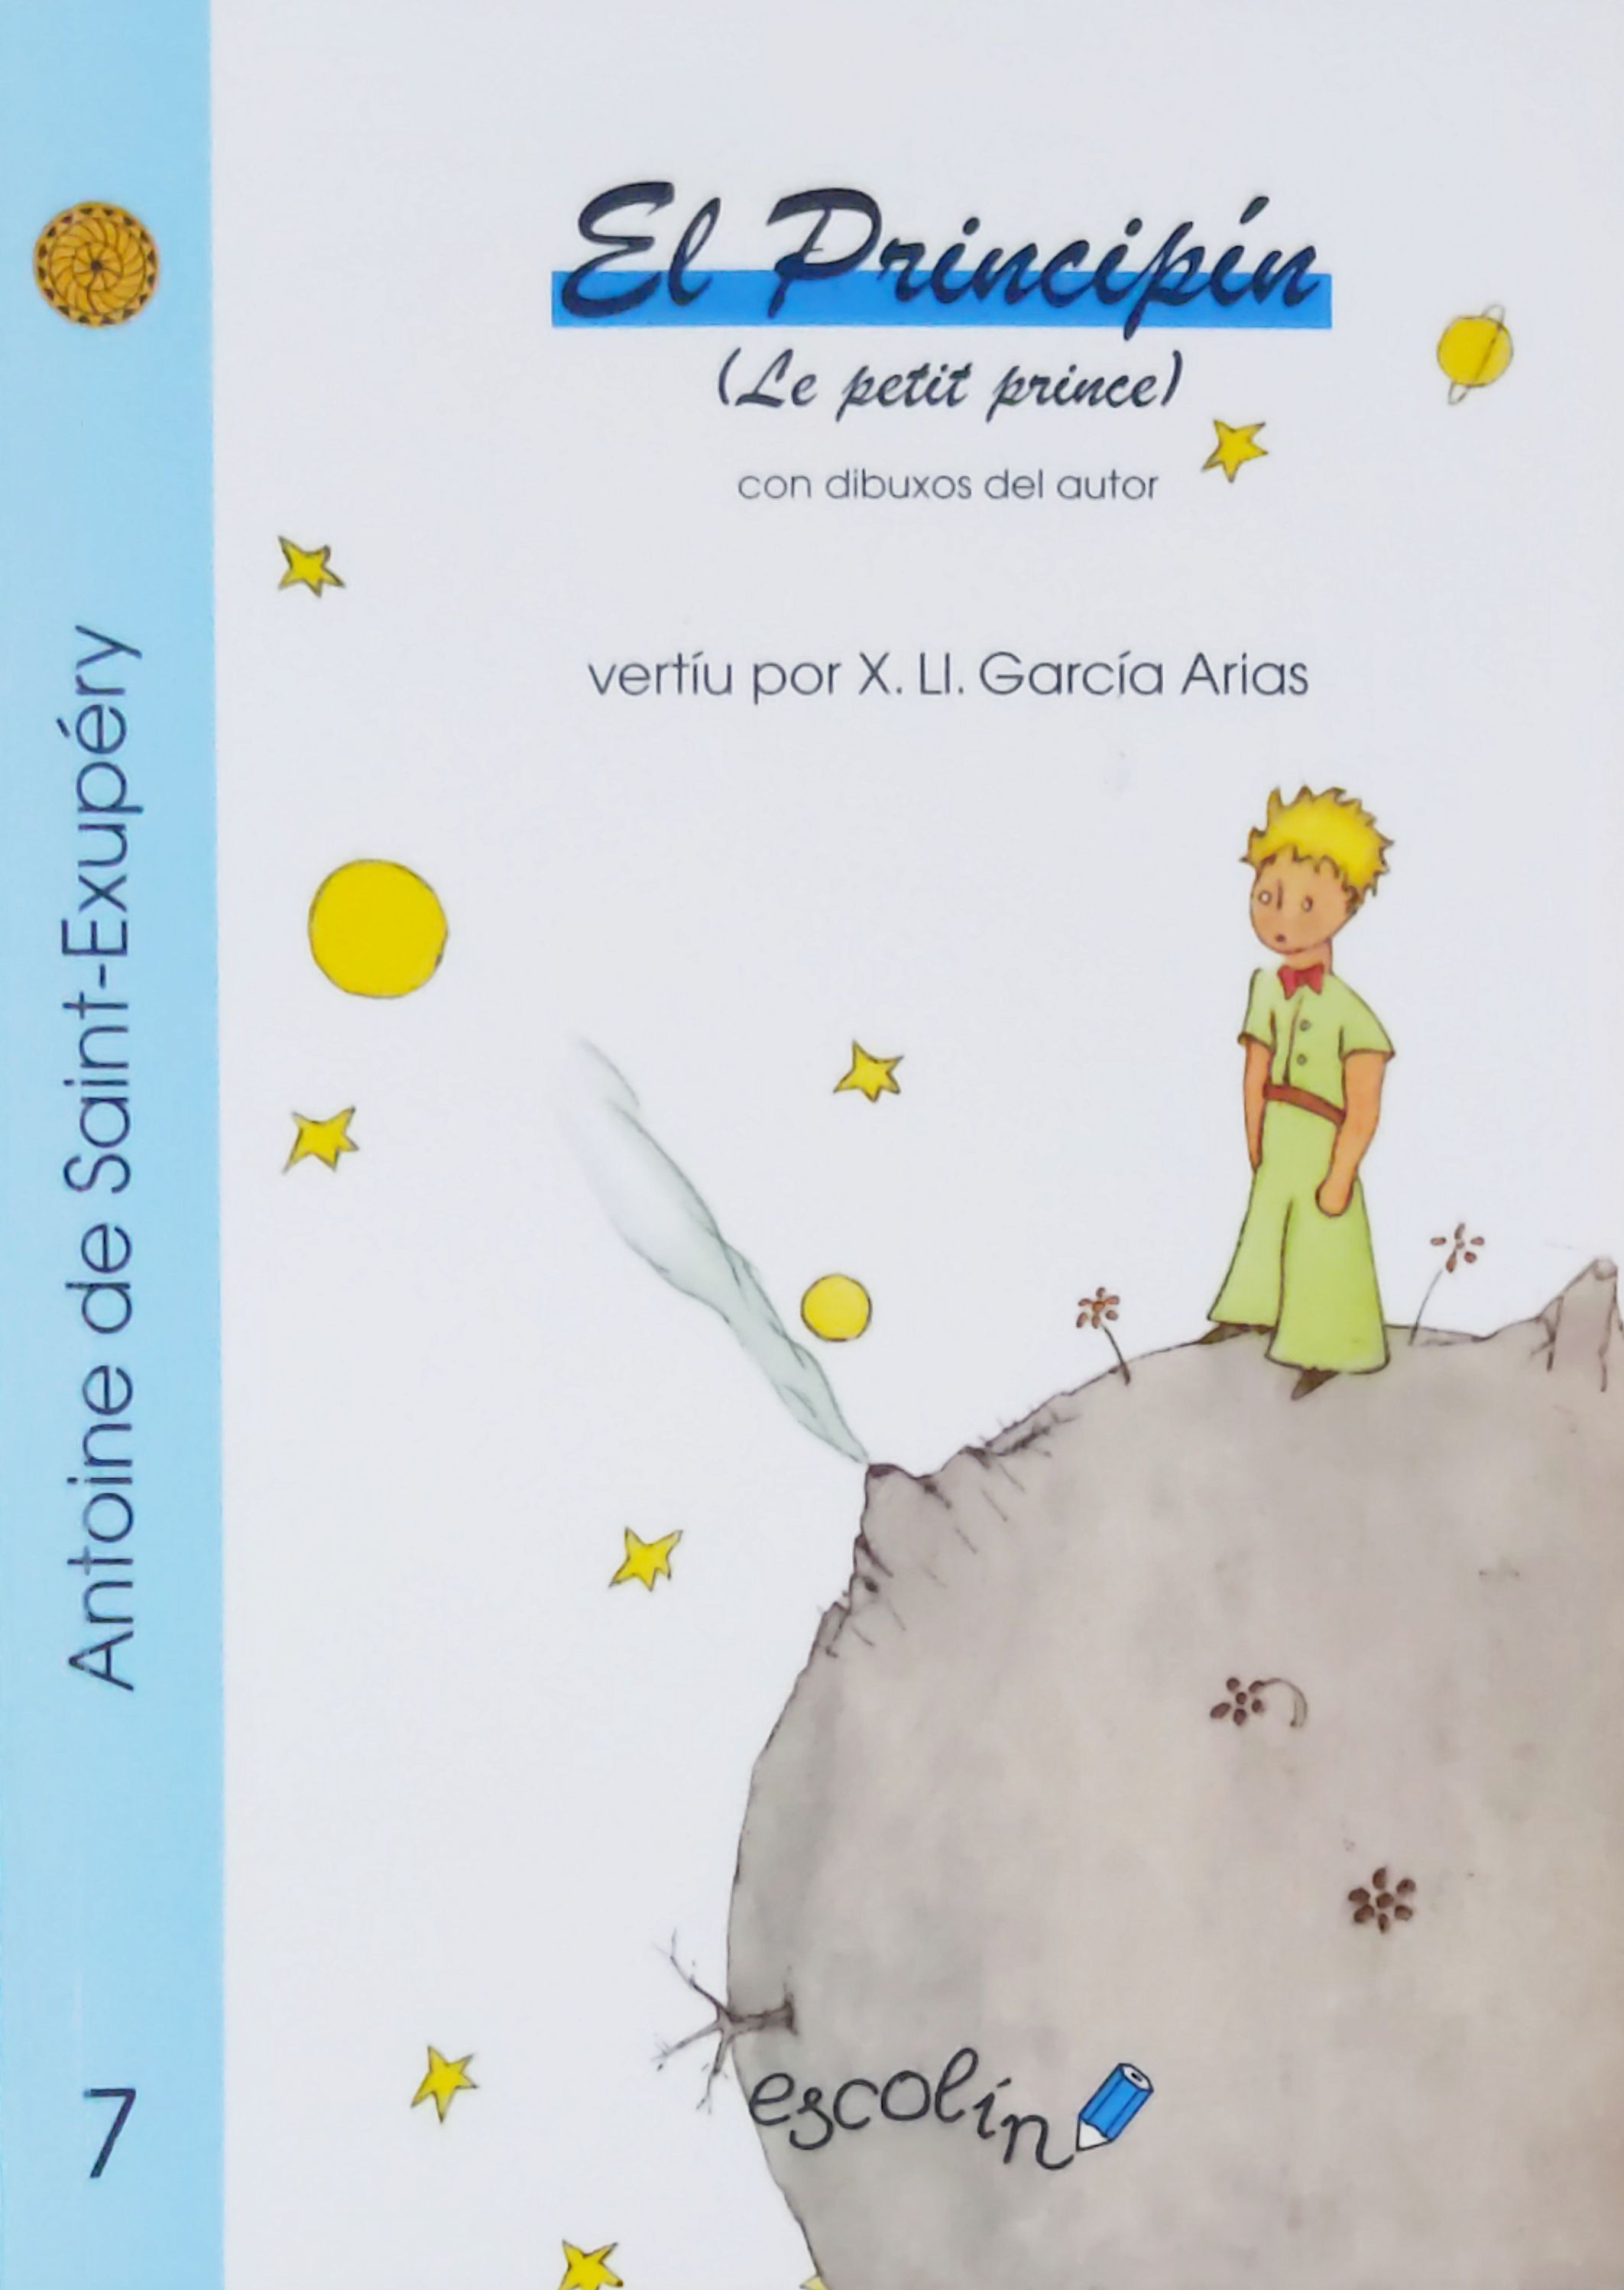 El Principín
(Le petit prince)
con dibuxos del autor
vertíu por X. Ll. García Arias
Antoine de Saint-Exupéry
7
escolín